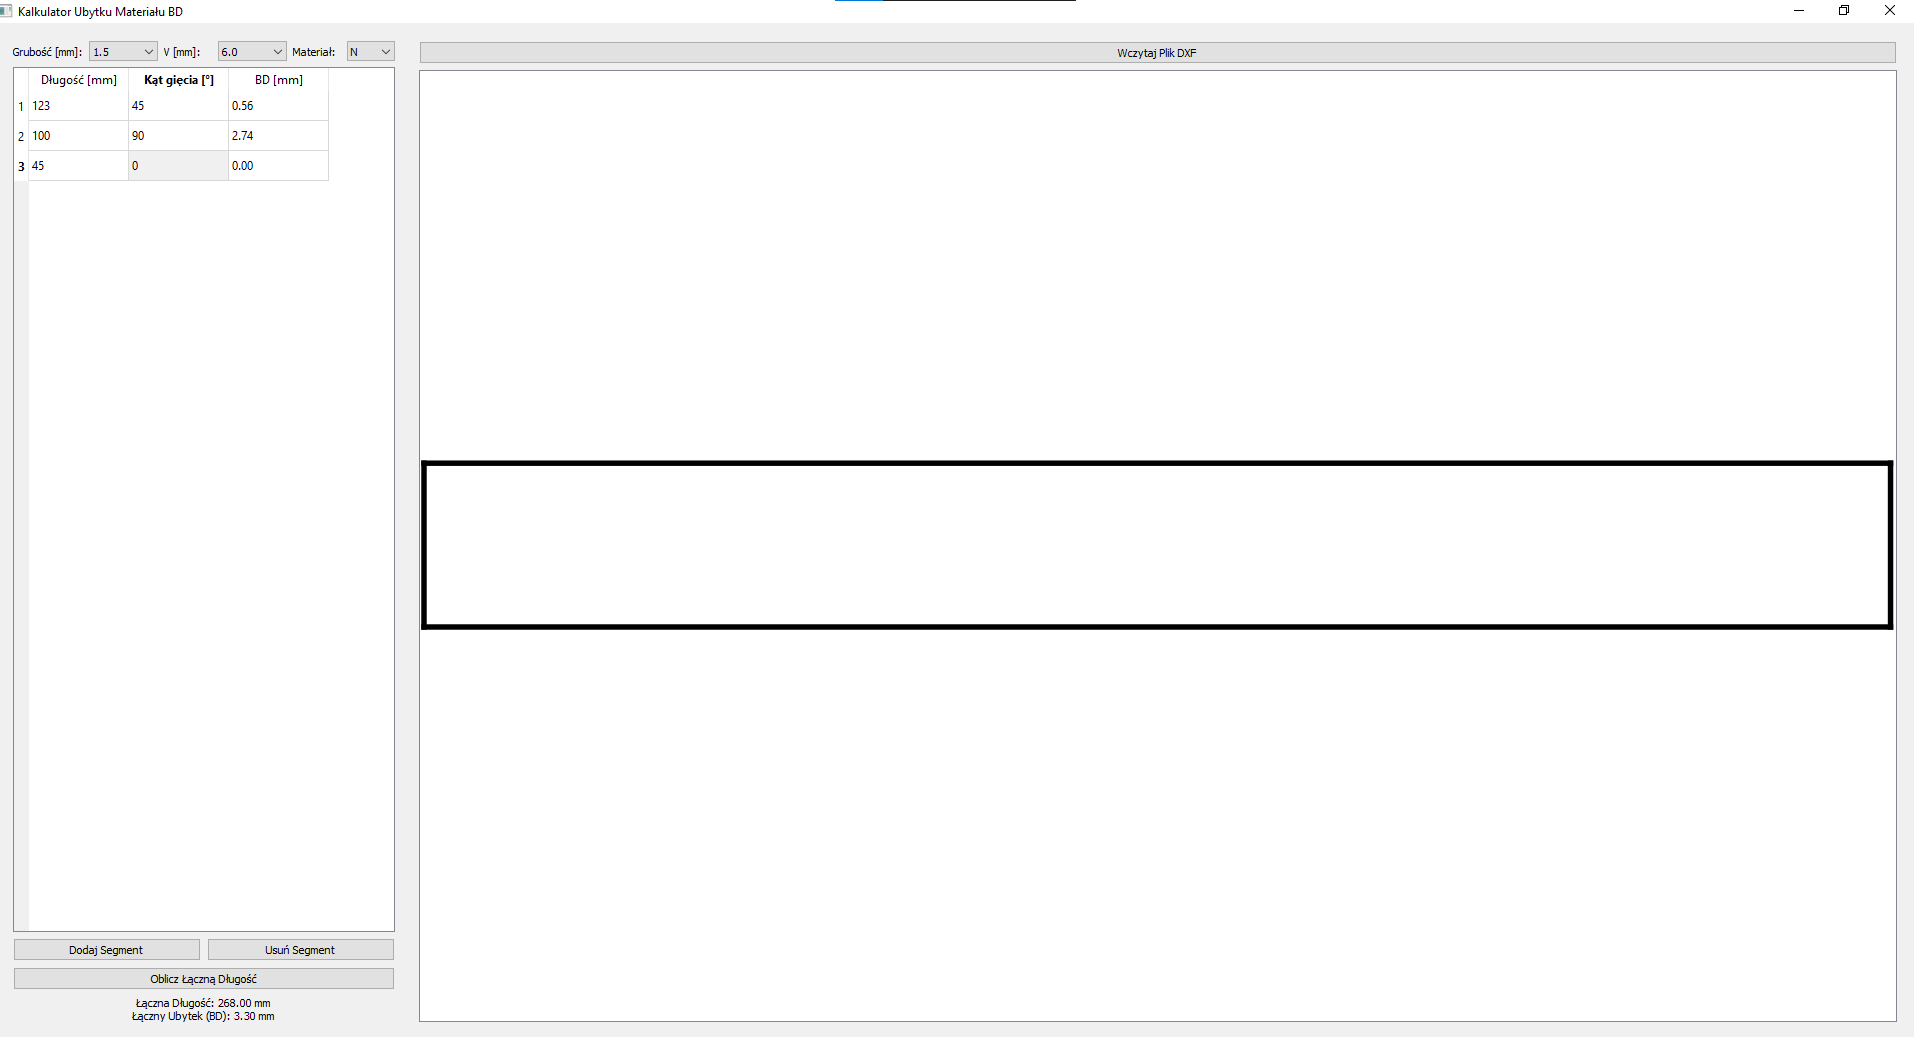 Kalkulator Ubytku Materiału BD
Grubość [mm]: 1.5 V [mm]: 6.0 Materiał: N
Wczytaj Plik DXF
Długość [mm] Kąt gięcia [°] BD [mm]
1 123 45 0.56
2 100 90 2.74
3 45 0 0.00
Dodaj Segment Usuń Segment
Oblicz Łączną Długość
Łączna Długość: 268.00 mm
Łączny Ubytek (BD): 3.30 mm